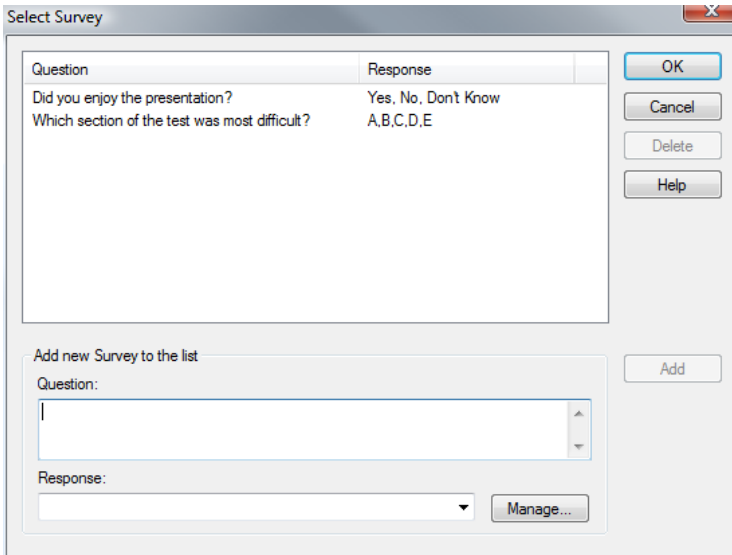 Select Survey
Question Response
Did you enjoy the presentation? Yes, No, Don't Know
Which section of the test was most difficult? A,B,C,D,E
OK
Cancel
Delete
Help
Add new Survey to the list
Question:
Response:
Manage...
Add